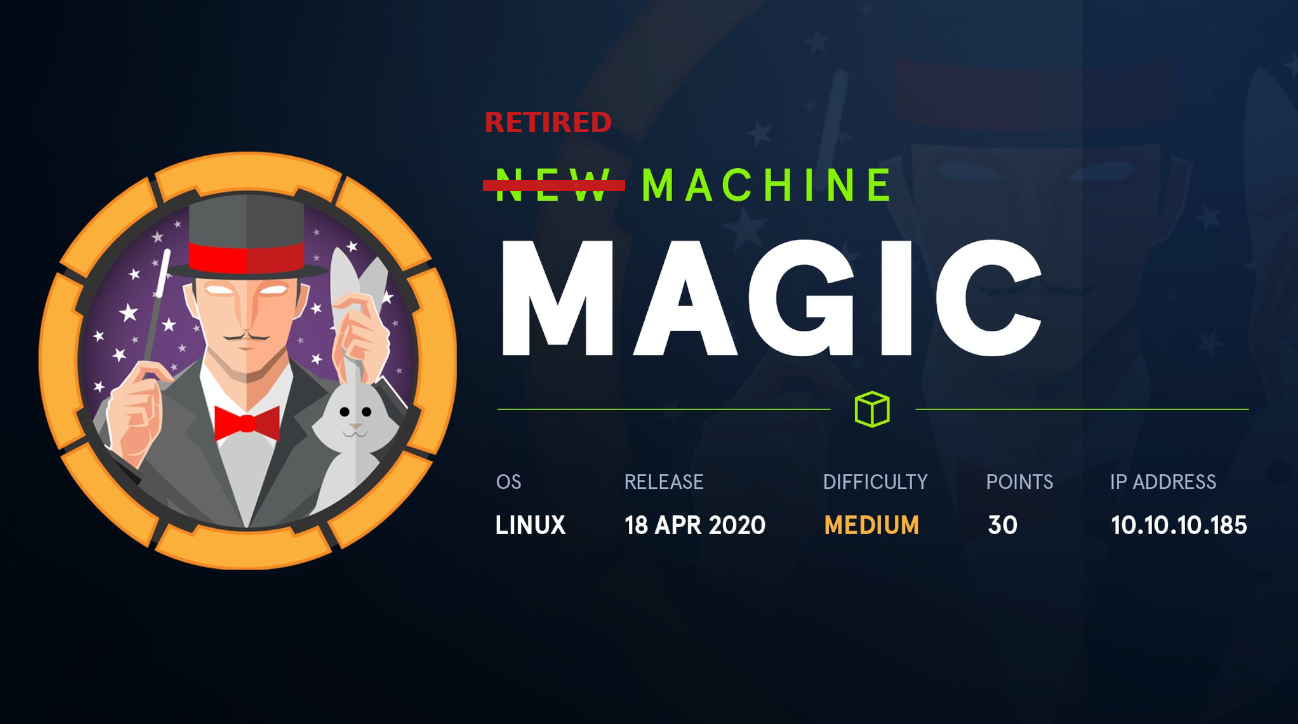 RETIRED
NEW MACHINE
MAGIC
OS RELEASE DIFFICULTY POINTS IP ADDRESS
LINUX 18 APR 2020 MEDIUM 30 10.10.10.185